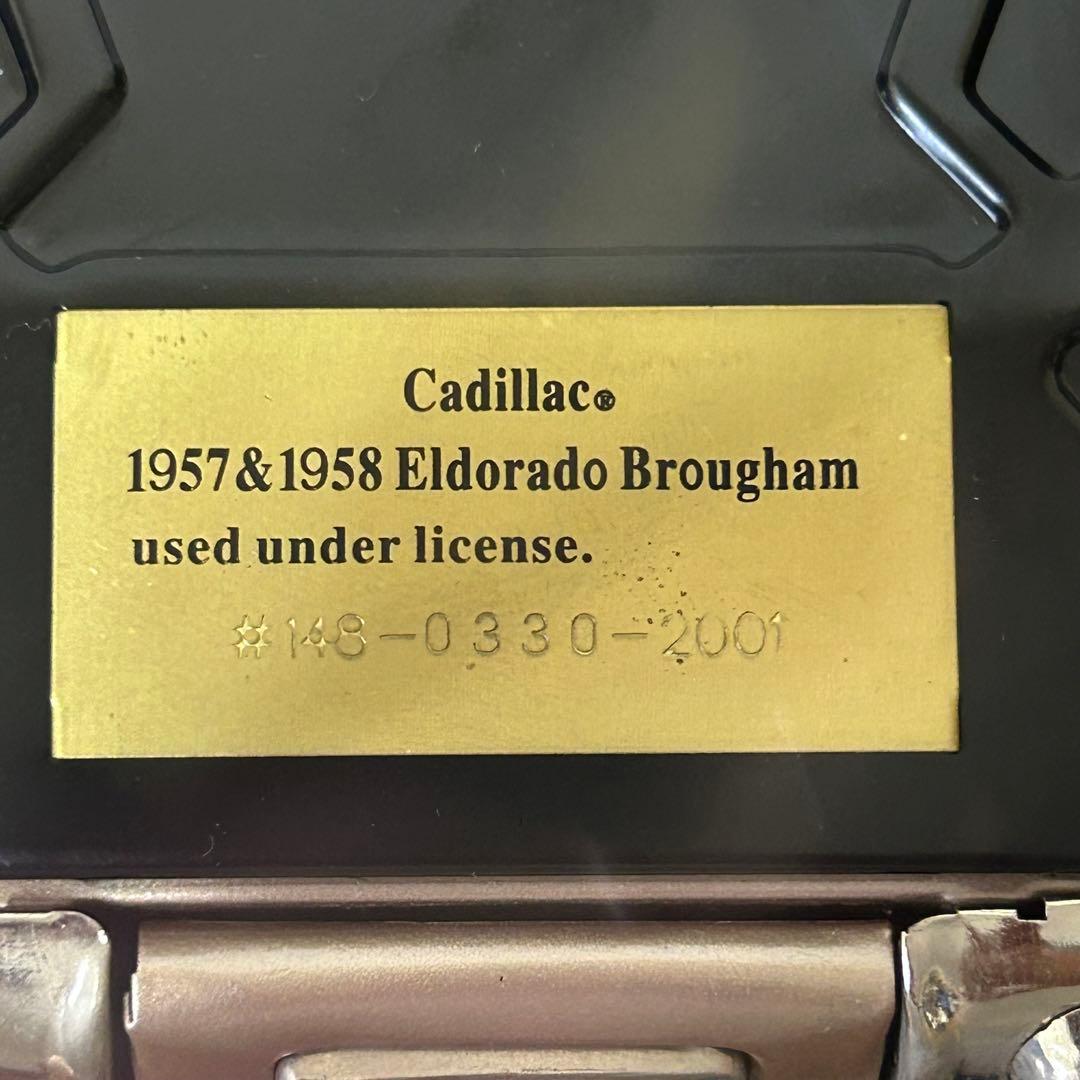 Cadillac®
1957&1958 Eldorado Brougham
used under license.
#148-0330-2001